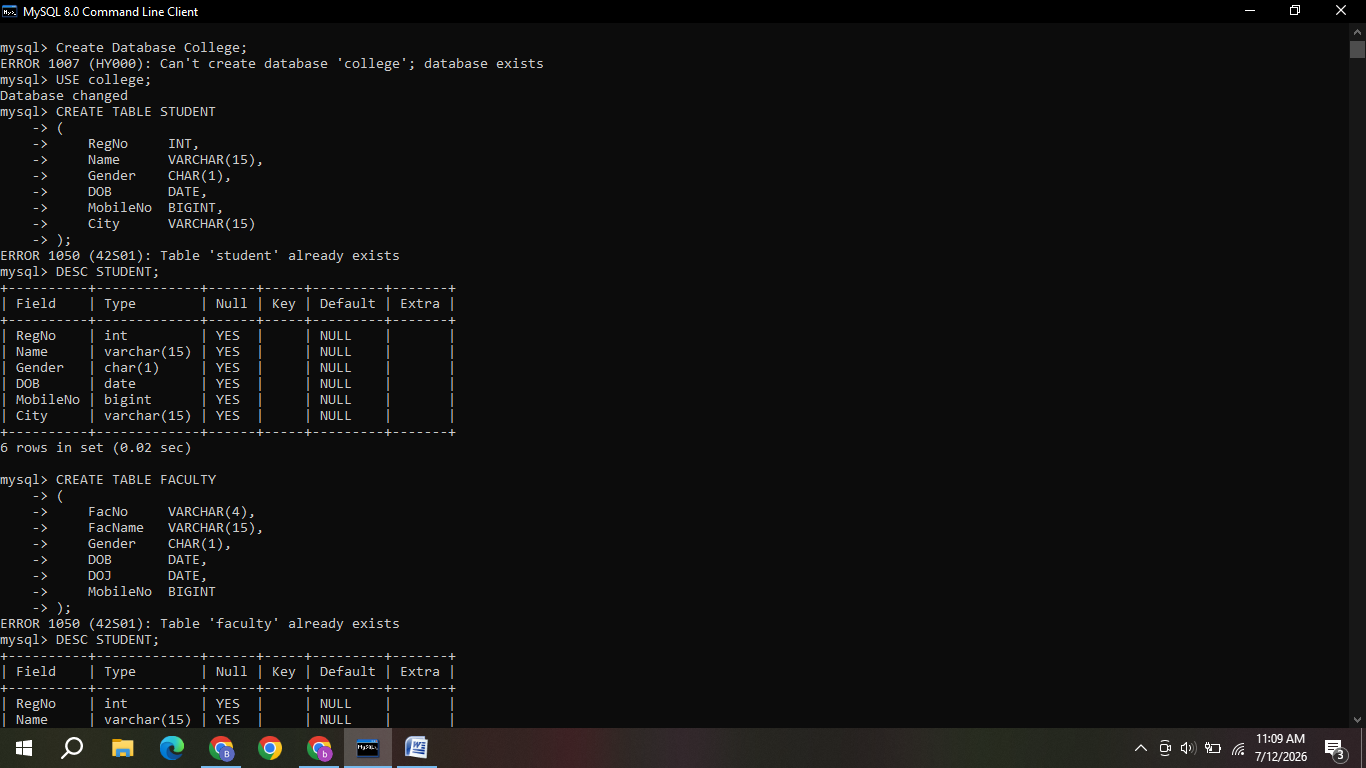 MySQL 8.0 Command Line Client
mysql> Create Database College;
ERROR 1007 (HY000): Can't create database 'college'; database exists
mysql> USE college;
Database changed
mysql> CREATE TABLE STUDENT
    -> (
    ->     RegNo     INT,
    ->     Name      VARCHAR(15),
    ->     Gender    CHAR(1),
    ->     DOB       DATE,
    ->     MobileNo  BIGINT,
    ->     City      VARCHAR(15)
    -> );
ERROR 1050 (42S01): Table 'student' already exists
mysql> DESC STUDENT;
+----------+-------------+------+-----+---------+-------+
| Field    | Type        | Null | Key | Default | Extra |
+----------+-------------+------+-----+---------+-------+
| RegNo    | int         | YES  |     | NULL    |       |
| Name     | varchar(15) | YES  |     | NULL    |       |
| Gender   | char(1)     | YES  |     | NULL    |       |
| DOB      | date        | YES  |     | NULL    |       |
| MobileNo | bigint      | YES  |     | NULL    |       |
| City     | varchar(15) | YES  |     | NULL    |       |
+----------+-------------+------+-----+---------+-------+
6 rows in set (0.02 sec)
mysql> CREATE TABLE FACULTY
    -> (
    ->     FacNo     VARCHAR(4),
    ->     FacName   VARCHAR(15),
    ->     Gender    CHAR(1),
    ->     DOB       DATE,
    ->     DOJ       DATE,
    ->     MobileNo  BIGINT
    -> );
ERROR 1050 (42S01): Table 'faculty' already exists
mysql> DESC STUDENT;
+----------+-------------+------+-----+---------+-------+
| Field    | Type        | Null | Key | Default | Extra |
+----------+-------------+------+-----+---------+-------+
| RegNo    | int         | YES  |     | NULL    |       |
| Name     | varchar(15) | YES  |     | NULL    |       |
11:09 AM
7/12/2026
3